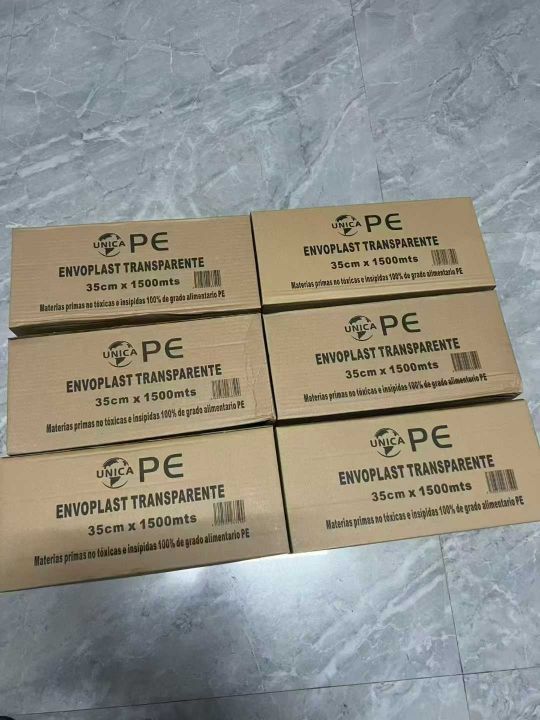 UNICA PE
ENVOPLAST TRANSPARENTE
35cm x 1500mts
Materias primas no tóxicas e insípidas 100% de grado alimentario PE
UNICA PE
ENVOPLAST TRANSPARENTE
35cm x 1500mts
Materias primas no tóxicas e insípidas 100% de grado alimentario PE
UNICA PE
ENVOPLAST TRANSPARENTE
35cm x 1500mts
Materias primas no tóxicas e insípidas 100% de grado alimentario PE
UNICA PE
ENVOPLAST TRANSPARENTE
35cm x 1500mts
Materias primas no tóxicas e insípidas 100% de grado alimentario PE
UNICA PE
ENVOPLAST TRANSPARENTE
35cm x 1500mts
Materias primas no tóxicas e insípidas 100% de grado alimentario PE
UNICA PE
ENVOPLAST TRANSPARENTE
35cm x 1500mts
Materias primas no tóxicas e insípidas 100% de grado alimentario PE